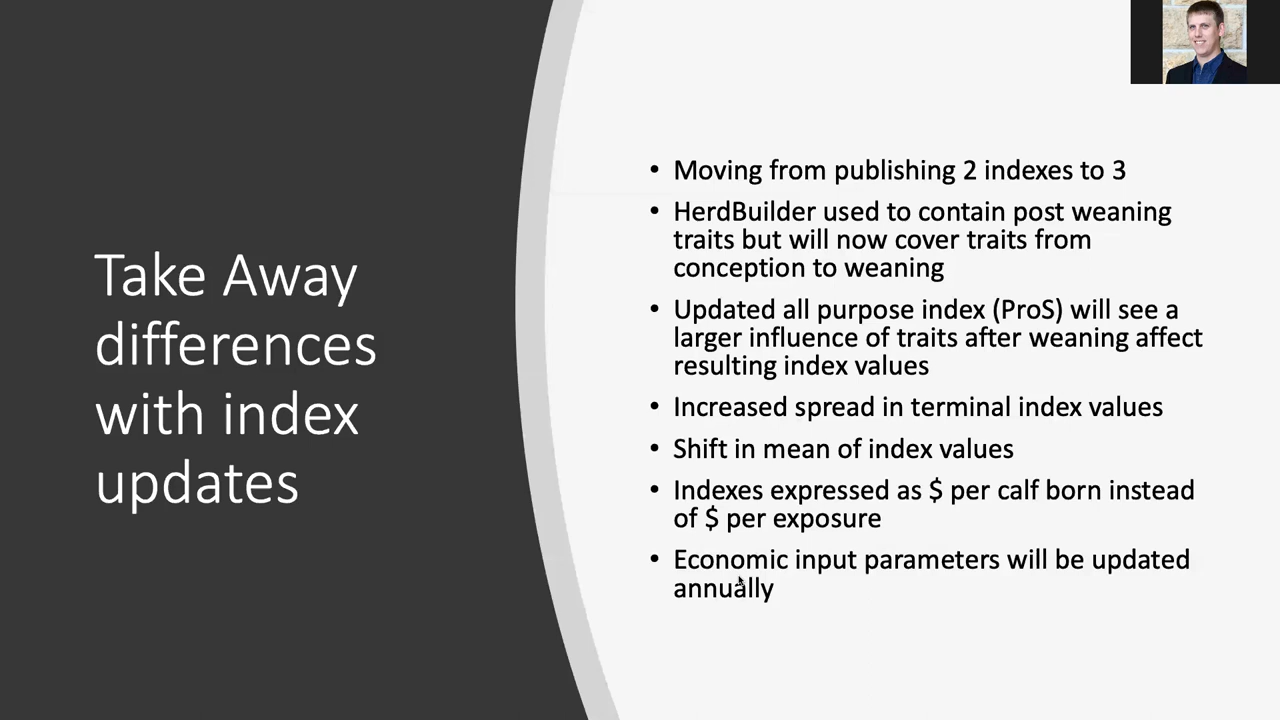 Take Away
differences
with index
updates
• Moving from publishing 2 indexes to 3
• HerdBuilder used to contain post weaning
traits but will now cover traits from
conception to weaning
• Updated all purpose index (ProS) will see a
larger influence of traits after weaning affect
resulting index values
• Increased spread in terminal index values
• Shift in mean of index values
• Indexes expressed as $ per calf born instead
of $ per exposure
• Economic input parameters will be updated
annually